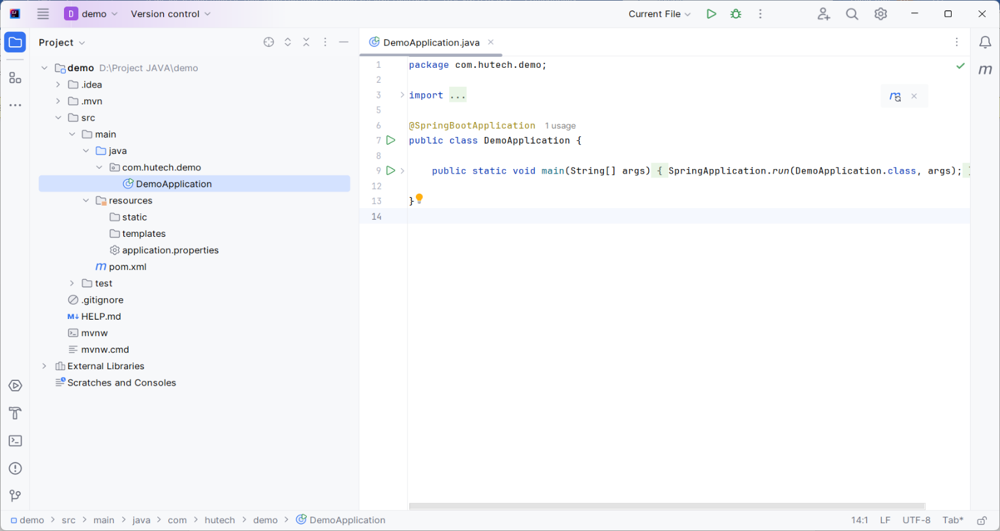 D demo Version control Current File
Project
DemoApplication.java
demo D:\Project JAVA\demo
.idea
.mvn
src
main
java
com.hutech.demo
DemoApplication
resources
static
templates
application.properties
pom.xml
test
.gitignore
HELP.md
mvnw
mvnw.cmd
External Libraries
Scratches and Consoles
1 package com.hutech.demo;
2
3 import ...
5
6 @SpringBootApplication 1 usage
7 public class DemoApplication {
8
9 public static void main(String[] args) { SpringApplication.run(DemoApplication.class, args);
12
13 }
14
demo > src > main > java > com > hutech > demo > DemoApplication
14:1 LF UTF-8 Tab*